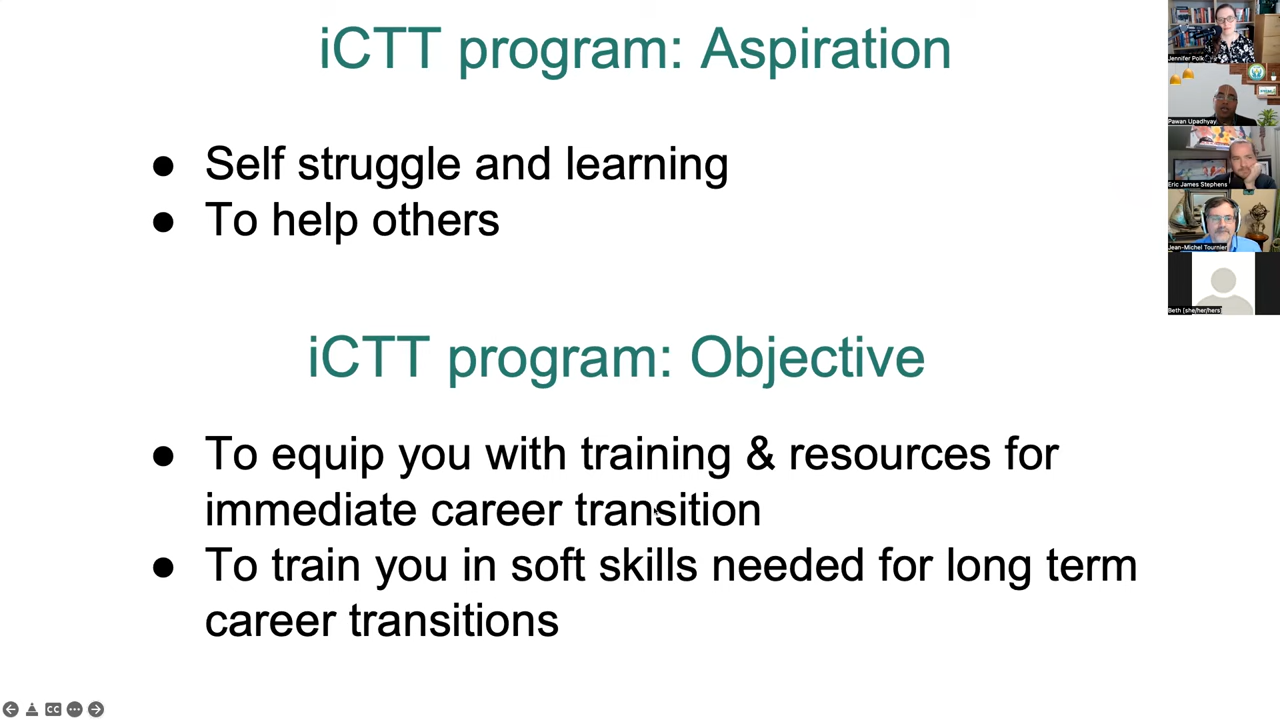 iCTT program: Aspiration
● Self struggle and learning
● To help others
iCTT program: Objective
● To equip you with training & resources for
immediate career transition
● To train you in soft skills needed for long term
career transitions
Jennifer Polk
Pawan Upadhyay
Eric James Stephens
Jean-Michel Tournier
Beth [she/her/hers]
CC